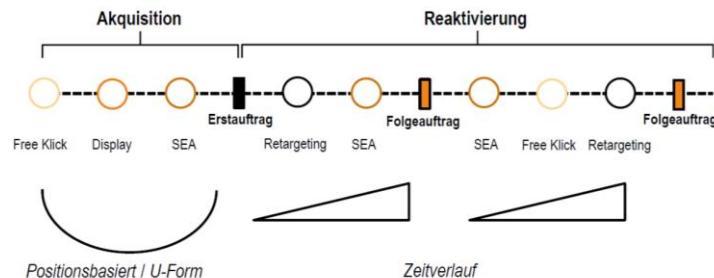 Akquisition
Reaktivierung
Erstauftrag
Folgeauftrag
Folgeauftrag
Free Klick
Display
SEA
Retargeting
SEA
SEA
Free Klick
Retargeting
Positionsbasiert / U-Form
Zeitverlauf